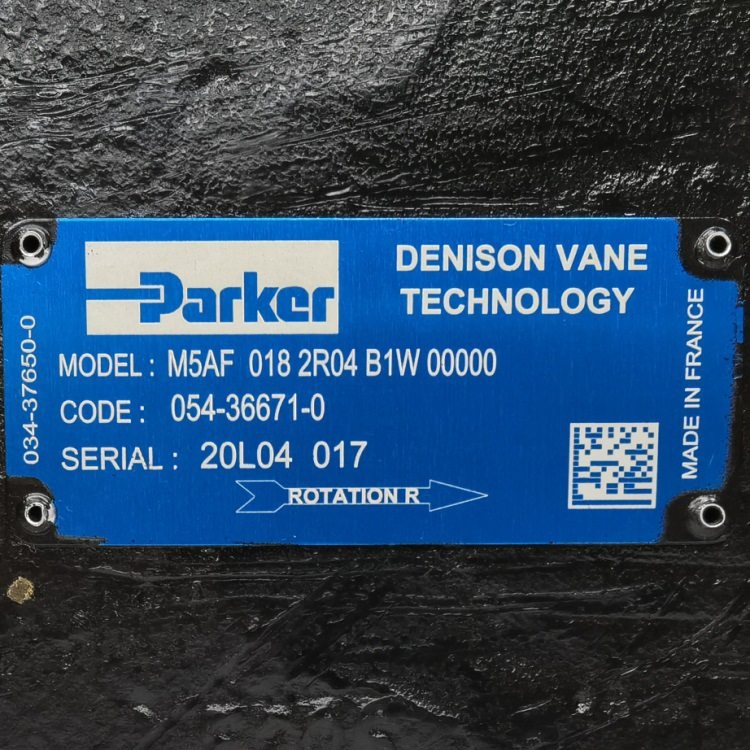 Parker
DENISON VANE
TECHNOLOGY
MODEL : M5AF 018 2R04 B1W 00000
CODE : 054-36671-0
SERIAL : 20L04 017
ROTATION R
034-37650-0
MADE IN FRANCE